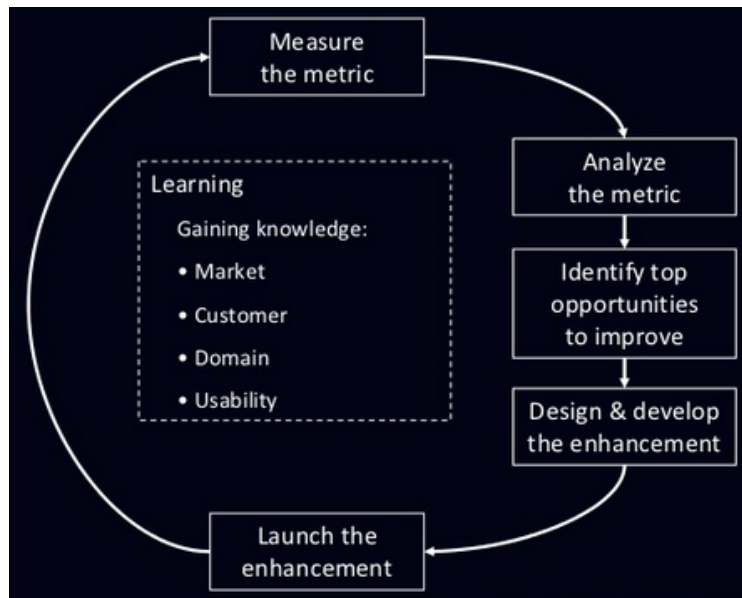 Measure
the metric
Analyze
the metric
Identify top
opportunities
to improve
Design & develop
the enhancement
Launch the
enhancement
Learning
Gaining knowledge:
• Market
• Customer
• Domain
• Usability